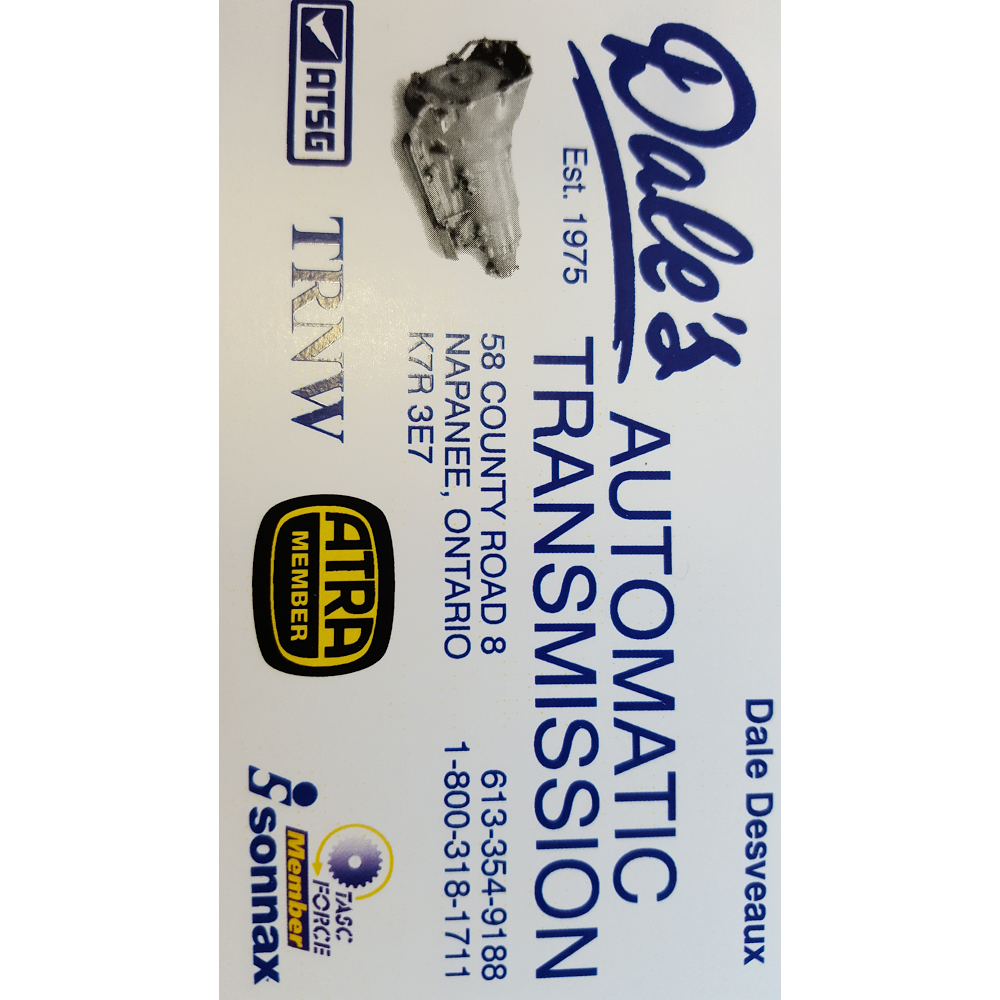 Dale Desveaux
Dale's
AUTOMATIC
TRANSMISSION
Est. 1975
58 COUNTY ROAD 8
NAPANEE, ONTARIO
K7R 3E7
613-354-9188
1-800-318-1711
ATSG
TRNW
ATRA
MEMBER
TASC
FORCE
Member
sonnax